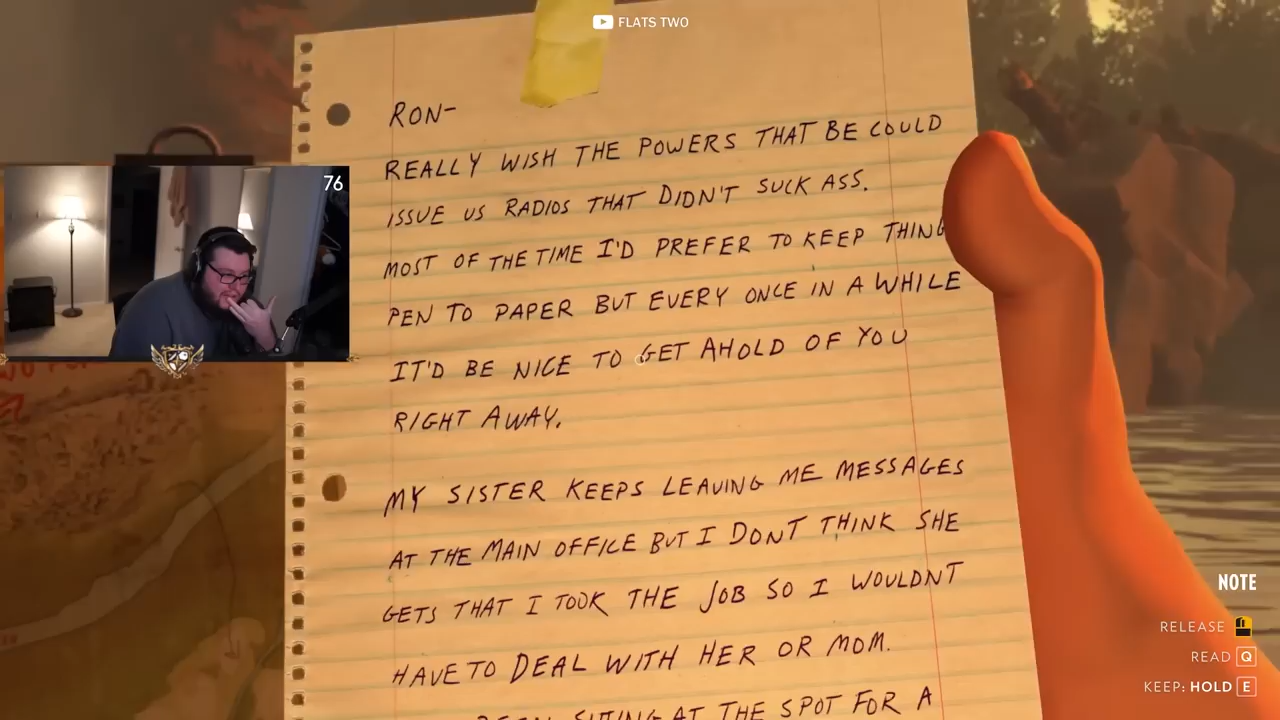 FLATS TWO
RON-
REALLY WISH THE POWERS THAT BE COULD
ISSUE US RADIOS THAT DIDN'T SUCK ASS.
MOST OF THE TIME I'D PREFER TO KEEP THING
PEN TO PAPER BUT EVERY ONCE IN A WHILE
IT'D BE NICE TO GET AHOLD OF YOU
RIGHT AWAY.
MY SISTER KEEPS LEAVING ME MESSAGES
AT THE MAIN OFFICE BUT I DON'T THINK SHE
GETS THAT I TOOK THE JOB SO I WOULDNT
HAVE TO DEAL WITH HER OR MOM.
SITTING AT THE SPOT FOR A
76
NOTE
RELEASE
READ Q
KEEP: HOLD E